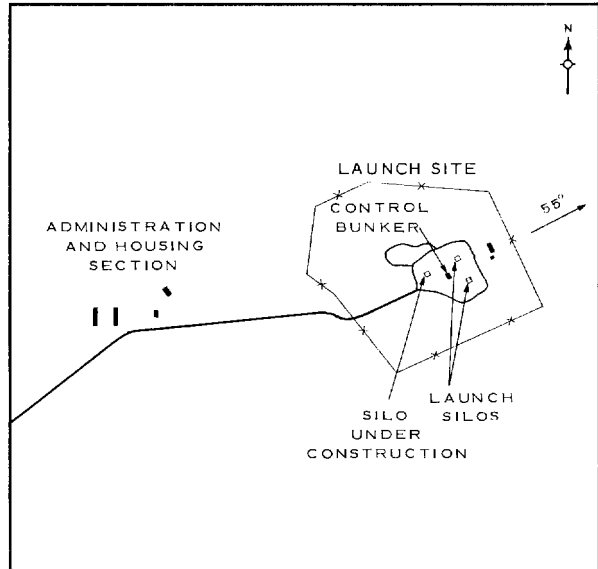 N
LAUNCH SITE
55°
CONTROL
BUNKER
ADMINISTRATION
AND HOUSING
SECTION
LAUNCH
SILOS
SILO
UNDER
CONSTRUCTION